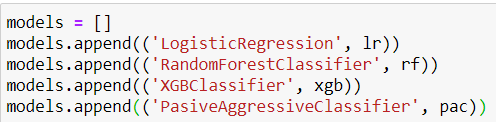 models = []
models.append(('LogisticRegression', lr))
models.append(('RandomForestClassifier', rf))
models.append(('XGBClassifier', xgb))
models.append(('PasiveAggressiveClassifier', pac))